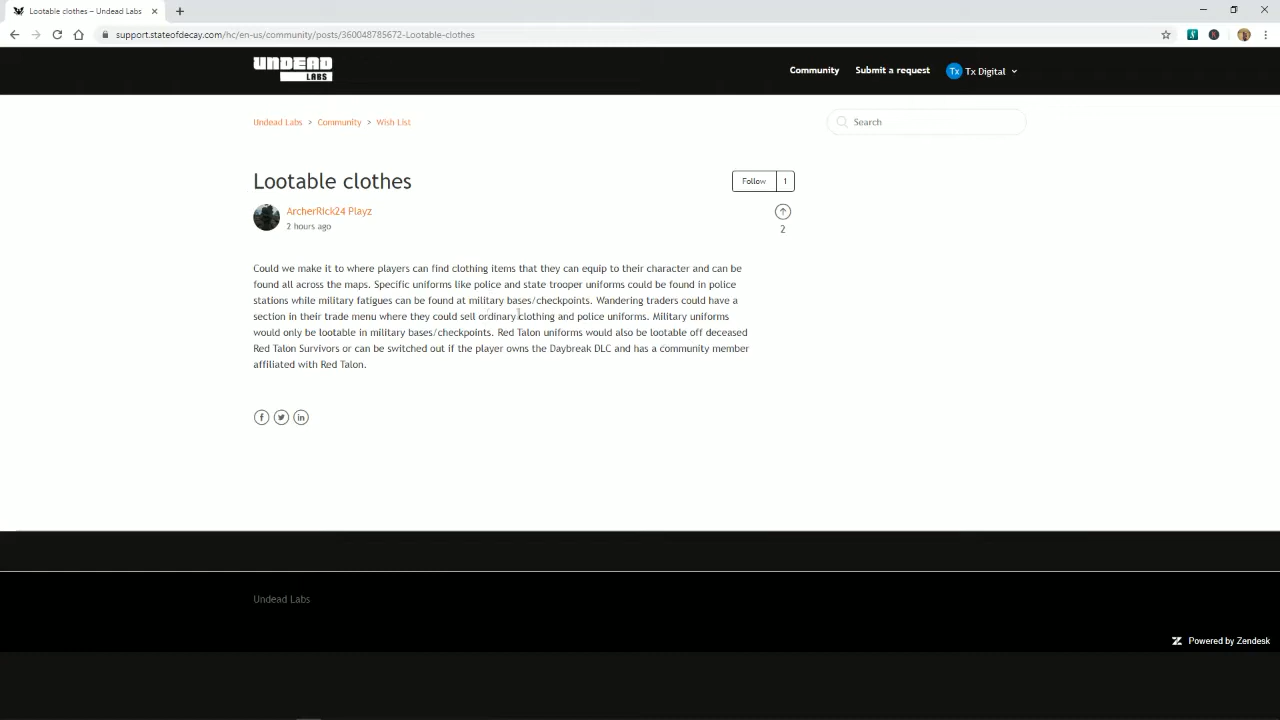 Lootable clothes – Undead Labs
support.stateofdecay.com/hc/en-us/community/posts/360048785672-Lootable-clothes
UNDEAD
LABS
Community Submit a request Tx Tx Digital
Undead Labs > Community > Wish List
Search
Lootable clothes
Follow 1
ArcherRick24 Playz
2 hours ago
2
Could we make it to where players can find clothing items that they can equip to their character and can be
found all across the maps. Specific uniforms like police and state trooper uniforms could be found in police
stations while military fatigues can be found at military bases/checkpoints. Wandering traders could have a
section in their trade menu where they could sell ordinary clothing and police uniforms. Military uniforms
would only be lootable in military bases/checkpoints. Red Talon uniforms would also be lootable off deceased
Red Talon Survivors or can be switched out if the player owns the Daybreak DLC and has a community member
affiliated with Red Talon.
Undead Labs
Powered by Zendesk